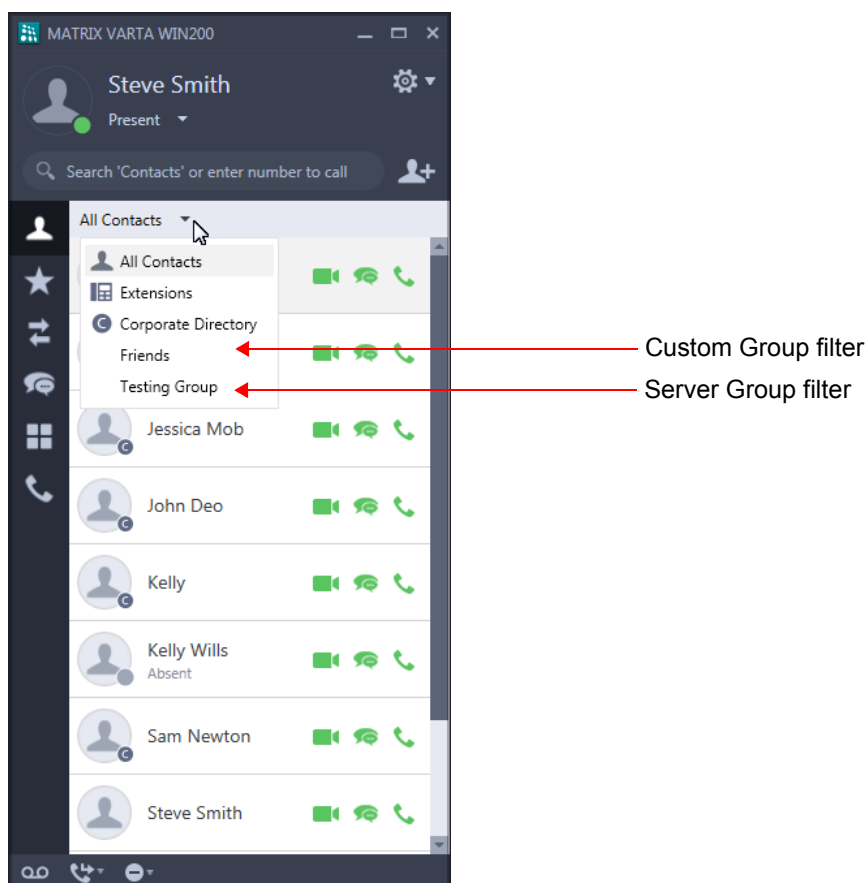 MATRIX VARTA WIN200
Steve Smith
Present
Search 'Contacts' or enter number to call
All Contacts
All Contacts
Extensions
C Corporate Directory
Friends
Custom Group filter
Testing Group
Server Group filter
Jessica Mob
C
John Deo
C
Kelly
C
Kelly Wills
Absent
Sam Newton
C
Steve Smith